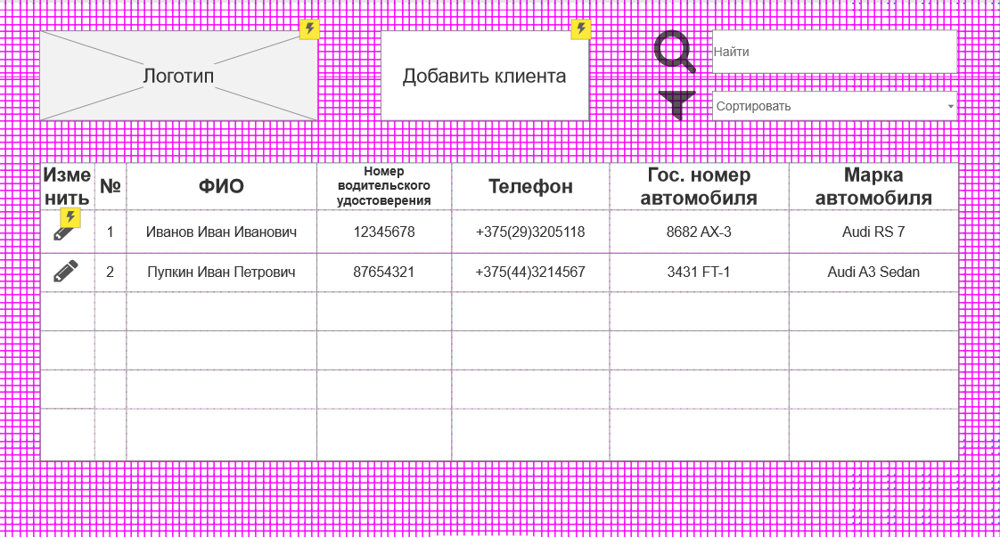 Логотип
Добавить клиента
Найти
Сортировать
Изме
нить
№
ФИО
Номер
водительского
удостоверения
Телефон
Гос. номер
автомобиля
Марка
автомобиля
1 Иванов Иван Иванович 12345678 +375(29)3205118 8682 AX-3 Audi RS 7
2 Пупкин Иван Петрович 87654321 +375(44)3214567 3431 FT-1 Audi A3 Sedan